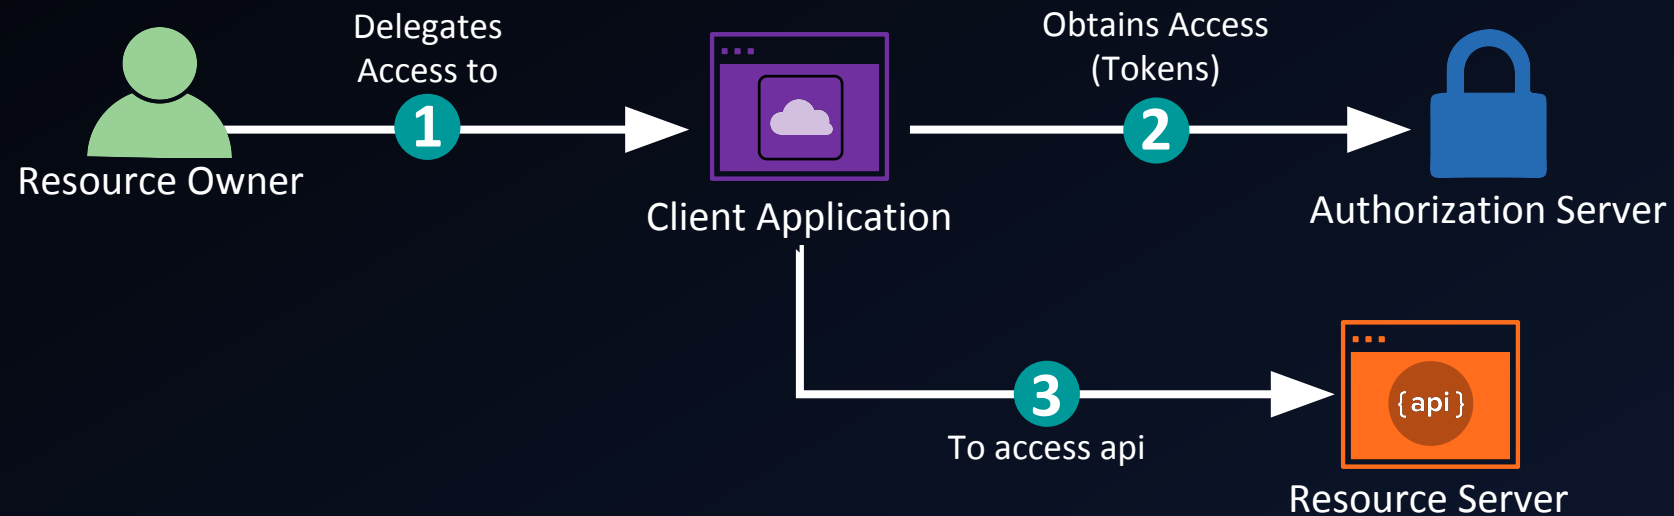 Delegates
Access to
1
Resource Owner
Client Application
Obtains Access
(Tokens)
2
Authorization Server
3
To access api
{api}
Resource Server